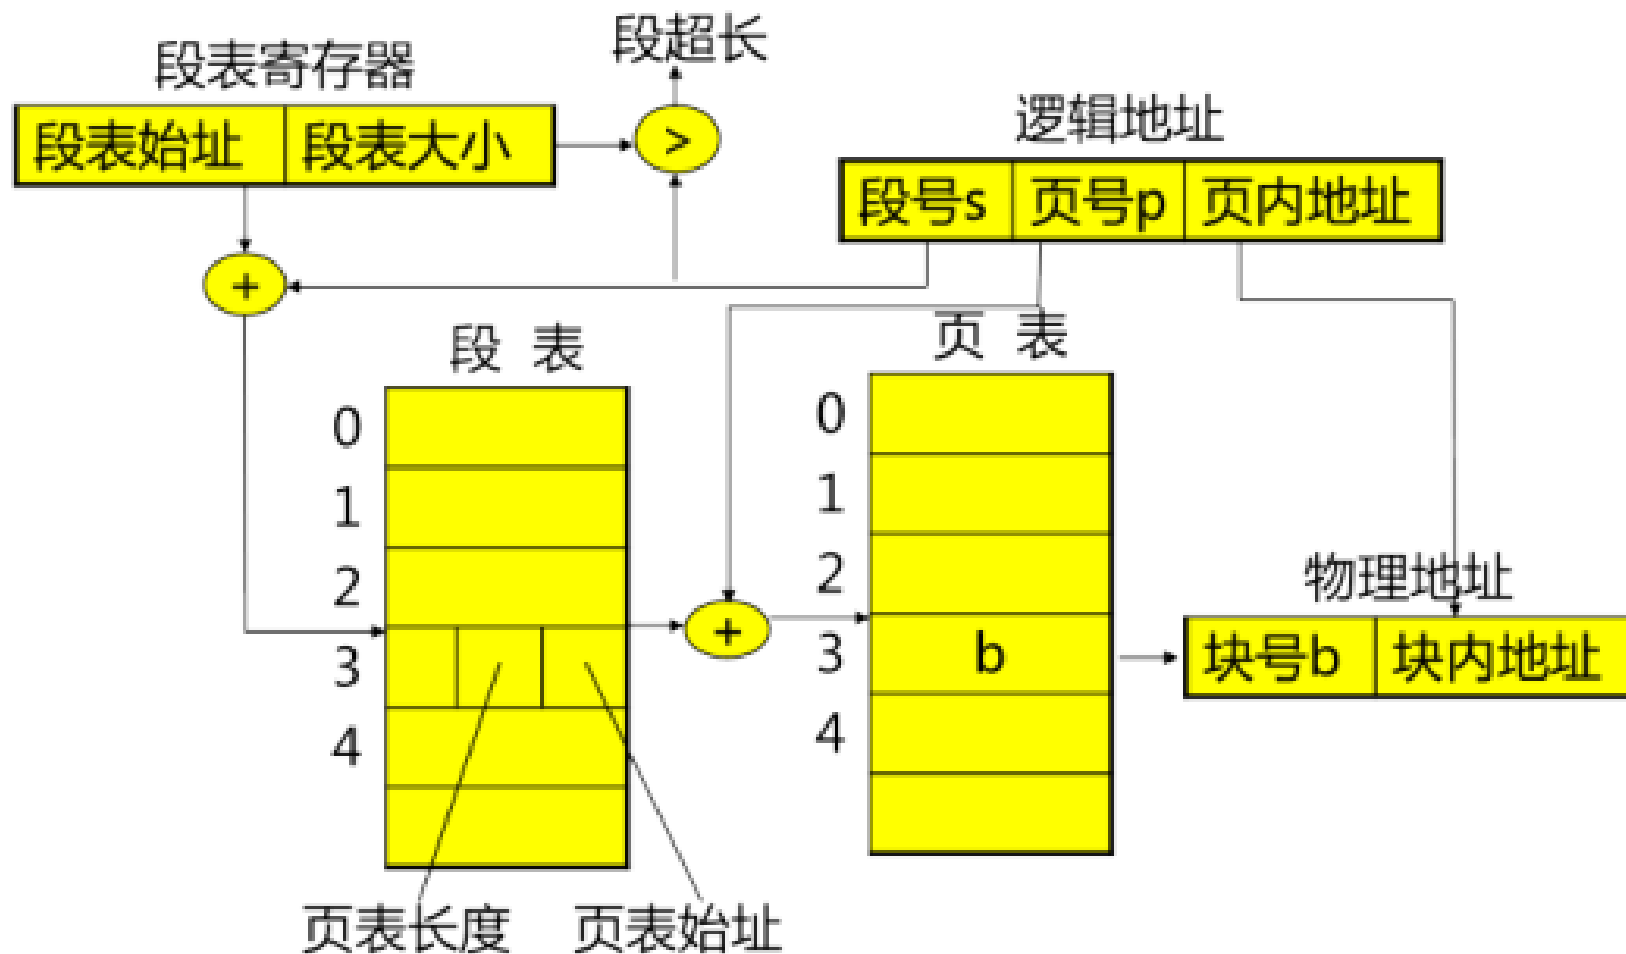 段超长
段表寄存器
段表始址 段表大小
>
逻辑地址
段号s 页号p 页内地址
+
段 表
页 表
0
1
2
3
4
+
0
1
2
3 b
4
物理地址
块号b 块内地址
页表长度 页表始址